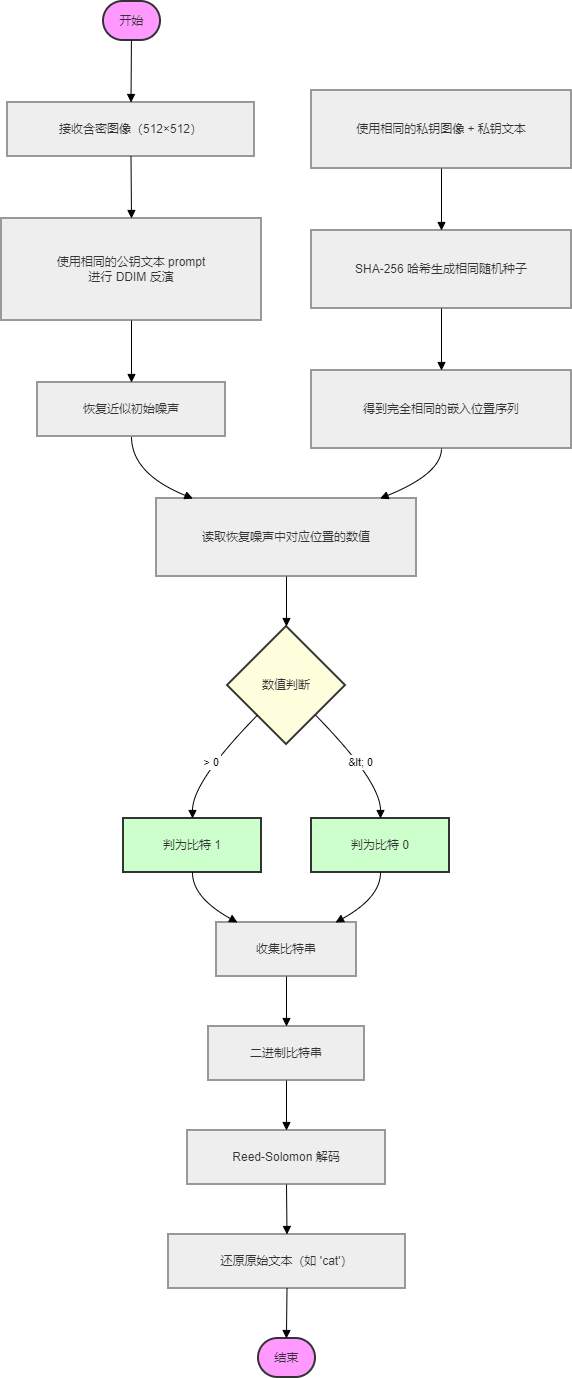 开始
接收含密图像（512×512）
使用相同的私钥图像 + 私钥文本
使用相同的公钥文本 prompt
进行 DDIM 反演
SHA-256 哈希生成相同随机种子
恢复近似初始噪声
得到完全相同的嵌入位置序列
读取恢复噪声中对应位置的数值
数值判断
> 0
&lt; 0
判为比特 1
判为比特 0
收集比特串
二进制比特串
Reed-Solomon 解码
还原原始文本（如 'cat'）
结束